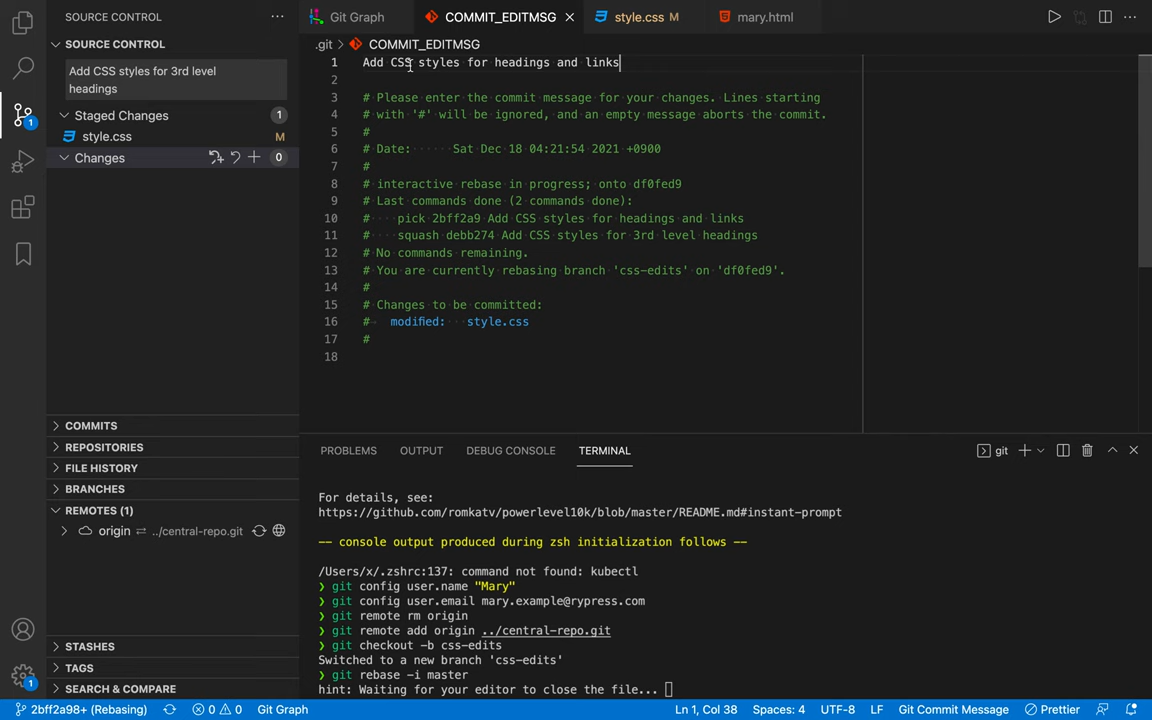 SOURCE CONTROL
Git Graph
COMMIT_EDITMSG
style.css M
mary.html
SOURCE CONTROL
.git > COMMIT_EDITMSG
Add CSS styles for 3rd level
headings
Staged Changes 1
style.css M
Changes 0
1
1 Add CSS styles for headings and links
2
3 # Please enter the commit message for your changes. Lines starting
4 # with '#' will be ignored, and an empty message aborts the commit.
5 #
6 # Date:······Sat Dec 18 04:21:54 2021 +0900
7 #
8 # interactive rebase in progress; onto df0fed9
9 # Last commands done (2 commands done):
10 #····pick 2bff2a9 Add CSS styles for headings and links
11 #····squash debb274 Add CSS styles for 3rd level headings
12 # No commands remaining.
13 # You are currently rebasing branch 'css-edits' on 'df0fed9'.
14 #
15 # Changes to be committed:
16 #→ modified:···style.css
17 #
18
COMMITS
REPOSITORIES
FILE HISTORY
BRANCHES
REMOTES (1)
origin ⇌ ../central-repo.git
STASHES
TAGS
SEARCH & COMPARE
1
PROBLEMS OUTPUT DEBUG CONSOLE TERMINAL
git
For details, see:
https://github.com/romkatv/powerlevel10k/blob/master/README.md#instant-prompt
-- console output produced during zsh initialization follows --
/Users/x/.zshrc:137: command not found: kubectl
❯ git config user.name "Mary"
❯ git config user.email mary.example@rypress.com
❯ git remote rm origin
❯ git remote add origin ../central-repo.git
❯ git checkout -b css-edits
Switched to a new branch 'css-edits'
❯ git rebase -i master
hint: Waiting for your editor to close the file...
2bff2a98+ (Rebasing) 0 0 Git Graph Ln 1, Col 38 Spaces: 4 UTF-8 LF Git Commit Message Prettier